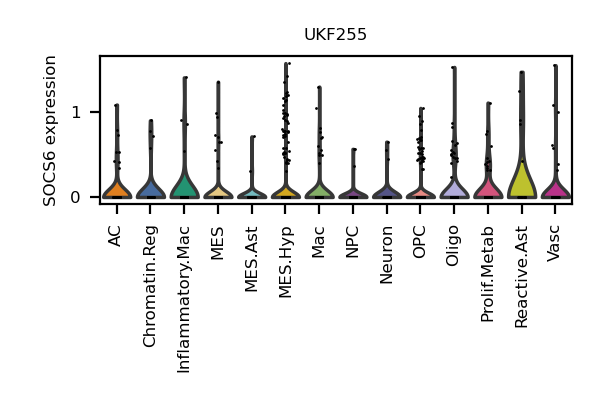 UKF255
SOCS6 expression
1
0
AC
Chromatin.Reg
Inflammatory.Mac
MES
MES.Ast
MES.Hyp
Mac
NPC
Neuron
OPC
Oligo
Prolif.Metab
Reactive.Ast
Vasc